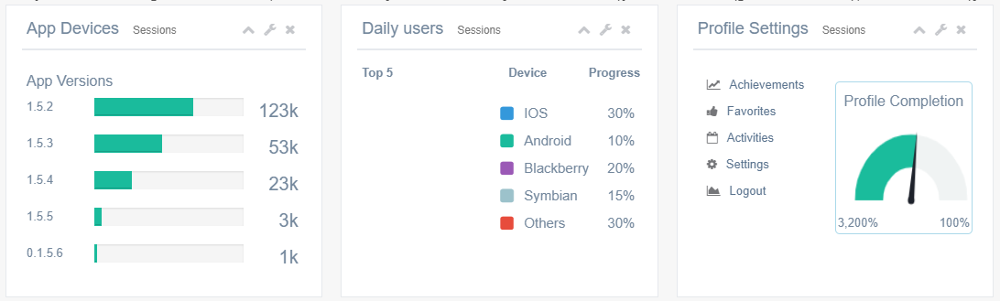 App Devices Sessions
App Versions
1.5.2 123k
1.5.3 53k
1.5.4 23k
1.5.5 3k
0.1.5.6 1k
Daily users Sessions
Top 5 Device Progress
IOS 30%
Android 10%
Blackberry 20%
Symbian 15%
Others 30%
Profile Settings Sessions
Achievements
Favorites
Activities
Settings
Logout
Profile Completion
3,200% 100%